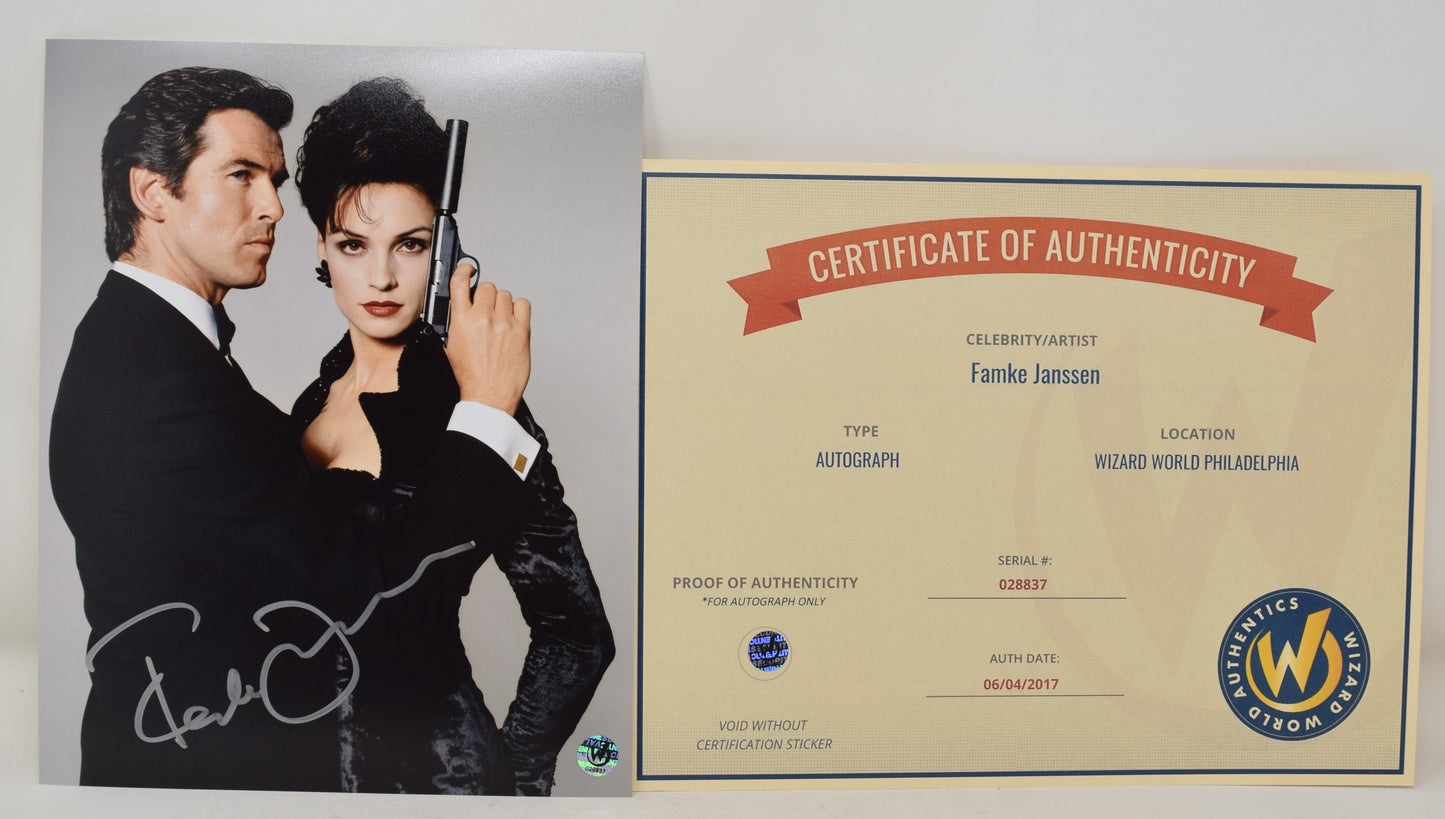 CERTIFICATE OF AUTHENTICITY
CELEBRITY/ARTIST
Famke Janssen
TYPE
AUTOGRAPH
LOCATION
WIZARD WORLD PHILADELPHIA
SERIAL #:
028837
PROOF OF AUTHENTICITY
*FOR AUTOGRAPH ONLY
AUTH DATE:
06/04/2017
VOID WITHOUT
CERTIFICATION STICKER
AUTHENTICS
WIZARD WORLD
W
028837